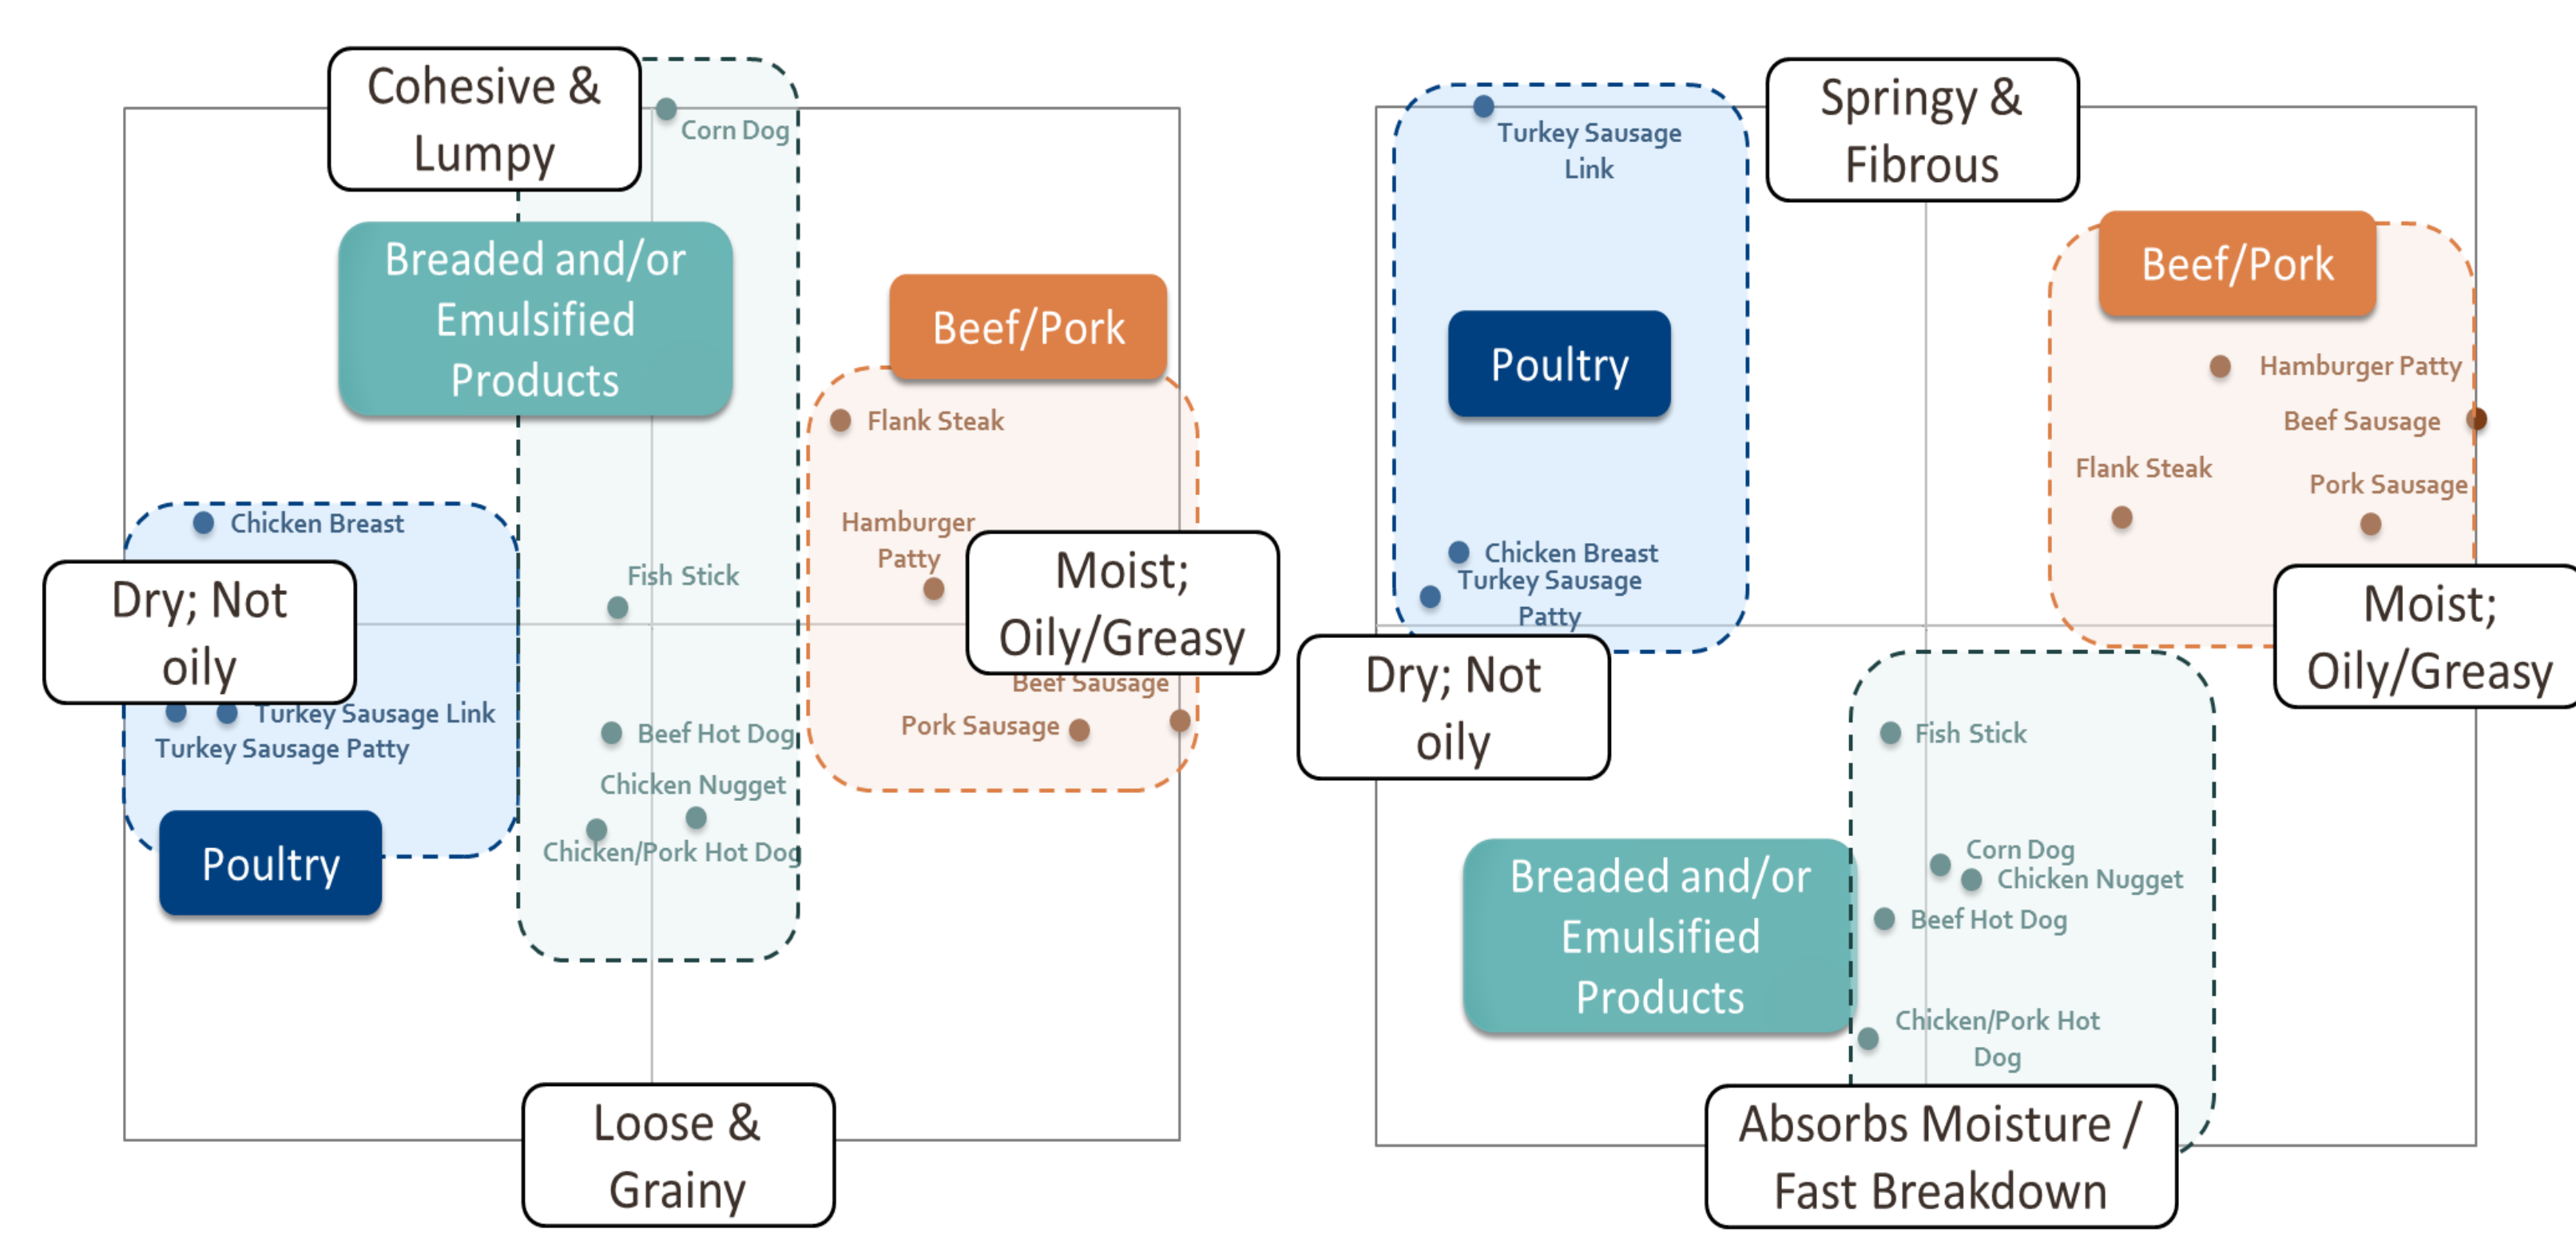 Cohesive &
Lumpy
Corn Dog
Breaded and/or
Emulsified
Products
Beef/Pork
Flank Steak
Chicken Breast
Hamburger
Patty
Dry; Not
oily
Fish Stick
Moist;
Oily/Greasy
Beef Sausage
Turkey Sausage Link
Turkey Sausage Patty
Beef Hot Dog
Pork Sausage
Chicken Nugget
Chicken/Pork Hot Dog
Poultry
Loose &
Grainy
Springy &
Fibrous
Turkey Sausage
Link
Beef/Pork
Poultry
Hamburger Patty
Beef Sausage
Flank Steak
Pork Sausage
Chicken Breast
Turkey Sausage
Patty
Dry; Not
oily
Moist;
Oily/Greasy
Fish Stick
Breaded and/or
Emulsified
Products
Corn Dog
Chicken Nugget
Beef Hot Dog
Chicken/Pork Hot
Dog
Absorbs Moisture /
Fast Breakdown